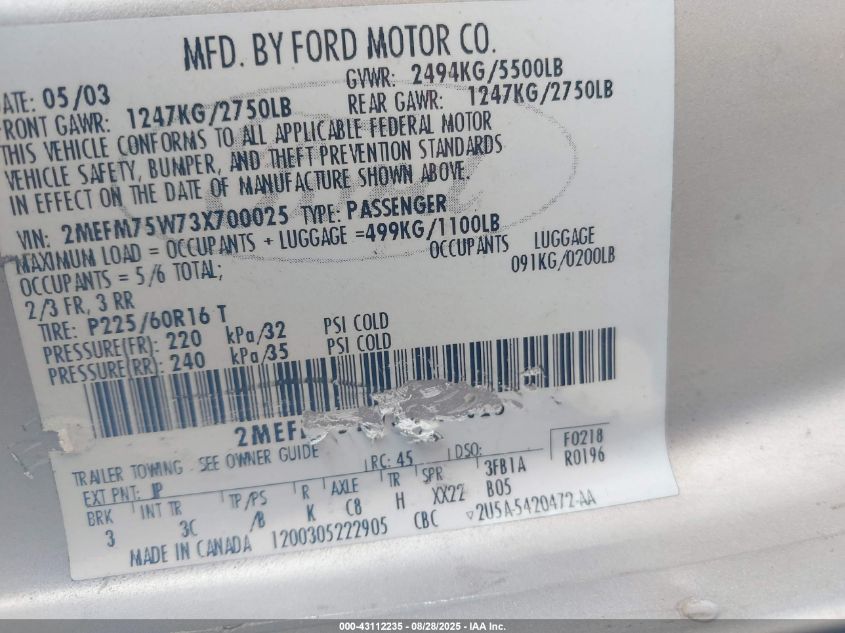 MFD. BY FORD MOTOR CO.
ATE: 05/03 GVWR: 2494KG/5500LB
FRONT GAWR: 1247KG/2750LB REAR GAWR: 1247KG/2750LB
THIS VEHICLE CONFORMS TO ALL APPLICABLE FEDERAL MOTOR
VEHICLE SAFETY, BUMPER, AND THEFT PREVENTION STANDARDS
IN EFFECT ON THE DATE OF MANUFACTURE SHOWN ABOVE.
VIN: 2MEFM75W73X700025 TYPE: PASSENGER
MAXIMUM LOAD = OCCUPANTS + LUGGAGE =499KG/1100LB
OCCUPANTS = 5/6 TOTAL; OCCUPANTS LUGGAGE
2/3 FR, 3 RR 091KG/0200LB
TIRE: P225/60R16 T
PRESSURE(FR): 220 kPa/32 PSI COLD
PRESSURE(RR): 240 kPa/35 PSI COLD
2MEF
TRAILER TOWING - SEE OWNER GUIDE
EXT PNT: JP RC: 45 DSO: F0218
BRK INT TR TP/PS R AXLE TR SPR 3FB1A R0196
3 3C /B K C8 H XX22 B05
MADE IN CANADA 1200305222905 CBC ▽2U5A-5420472-AA
000-43112235 - 08/28/2025 - IAA Inc.